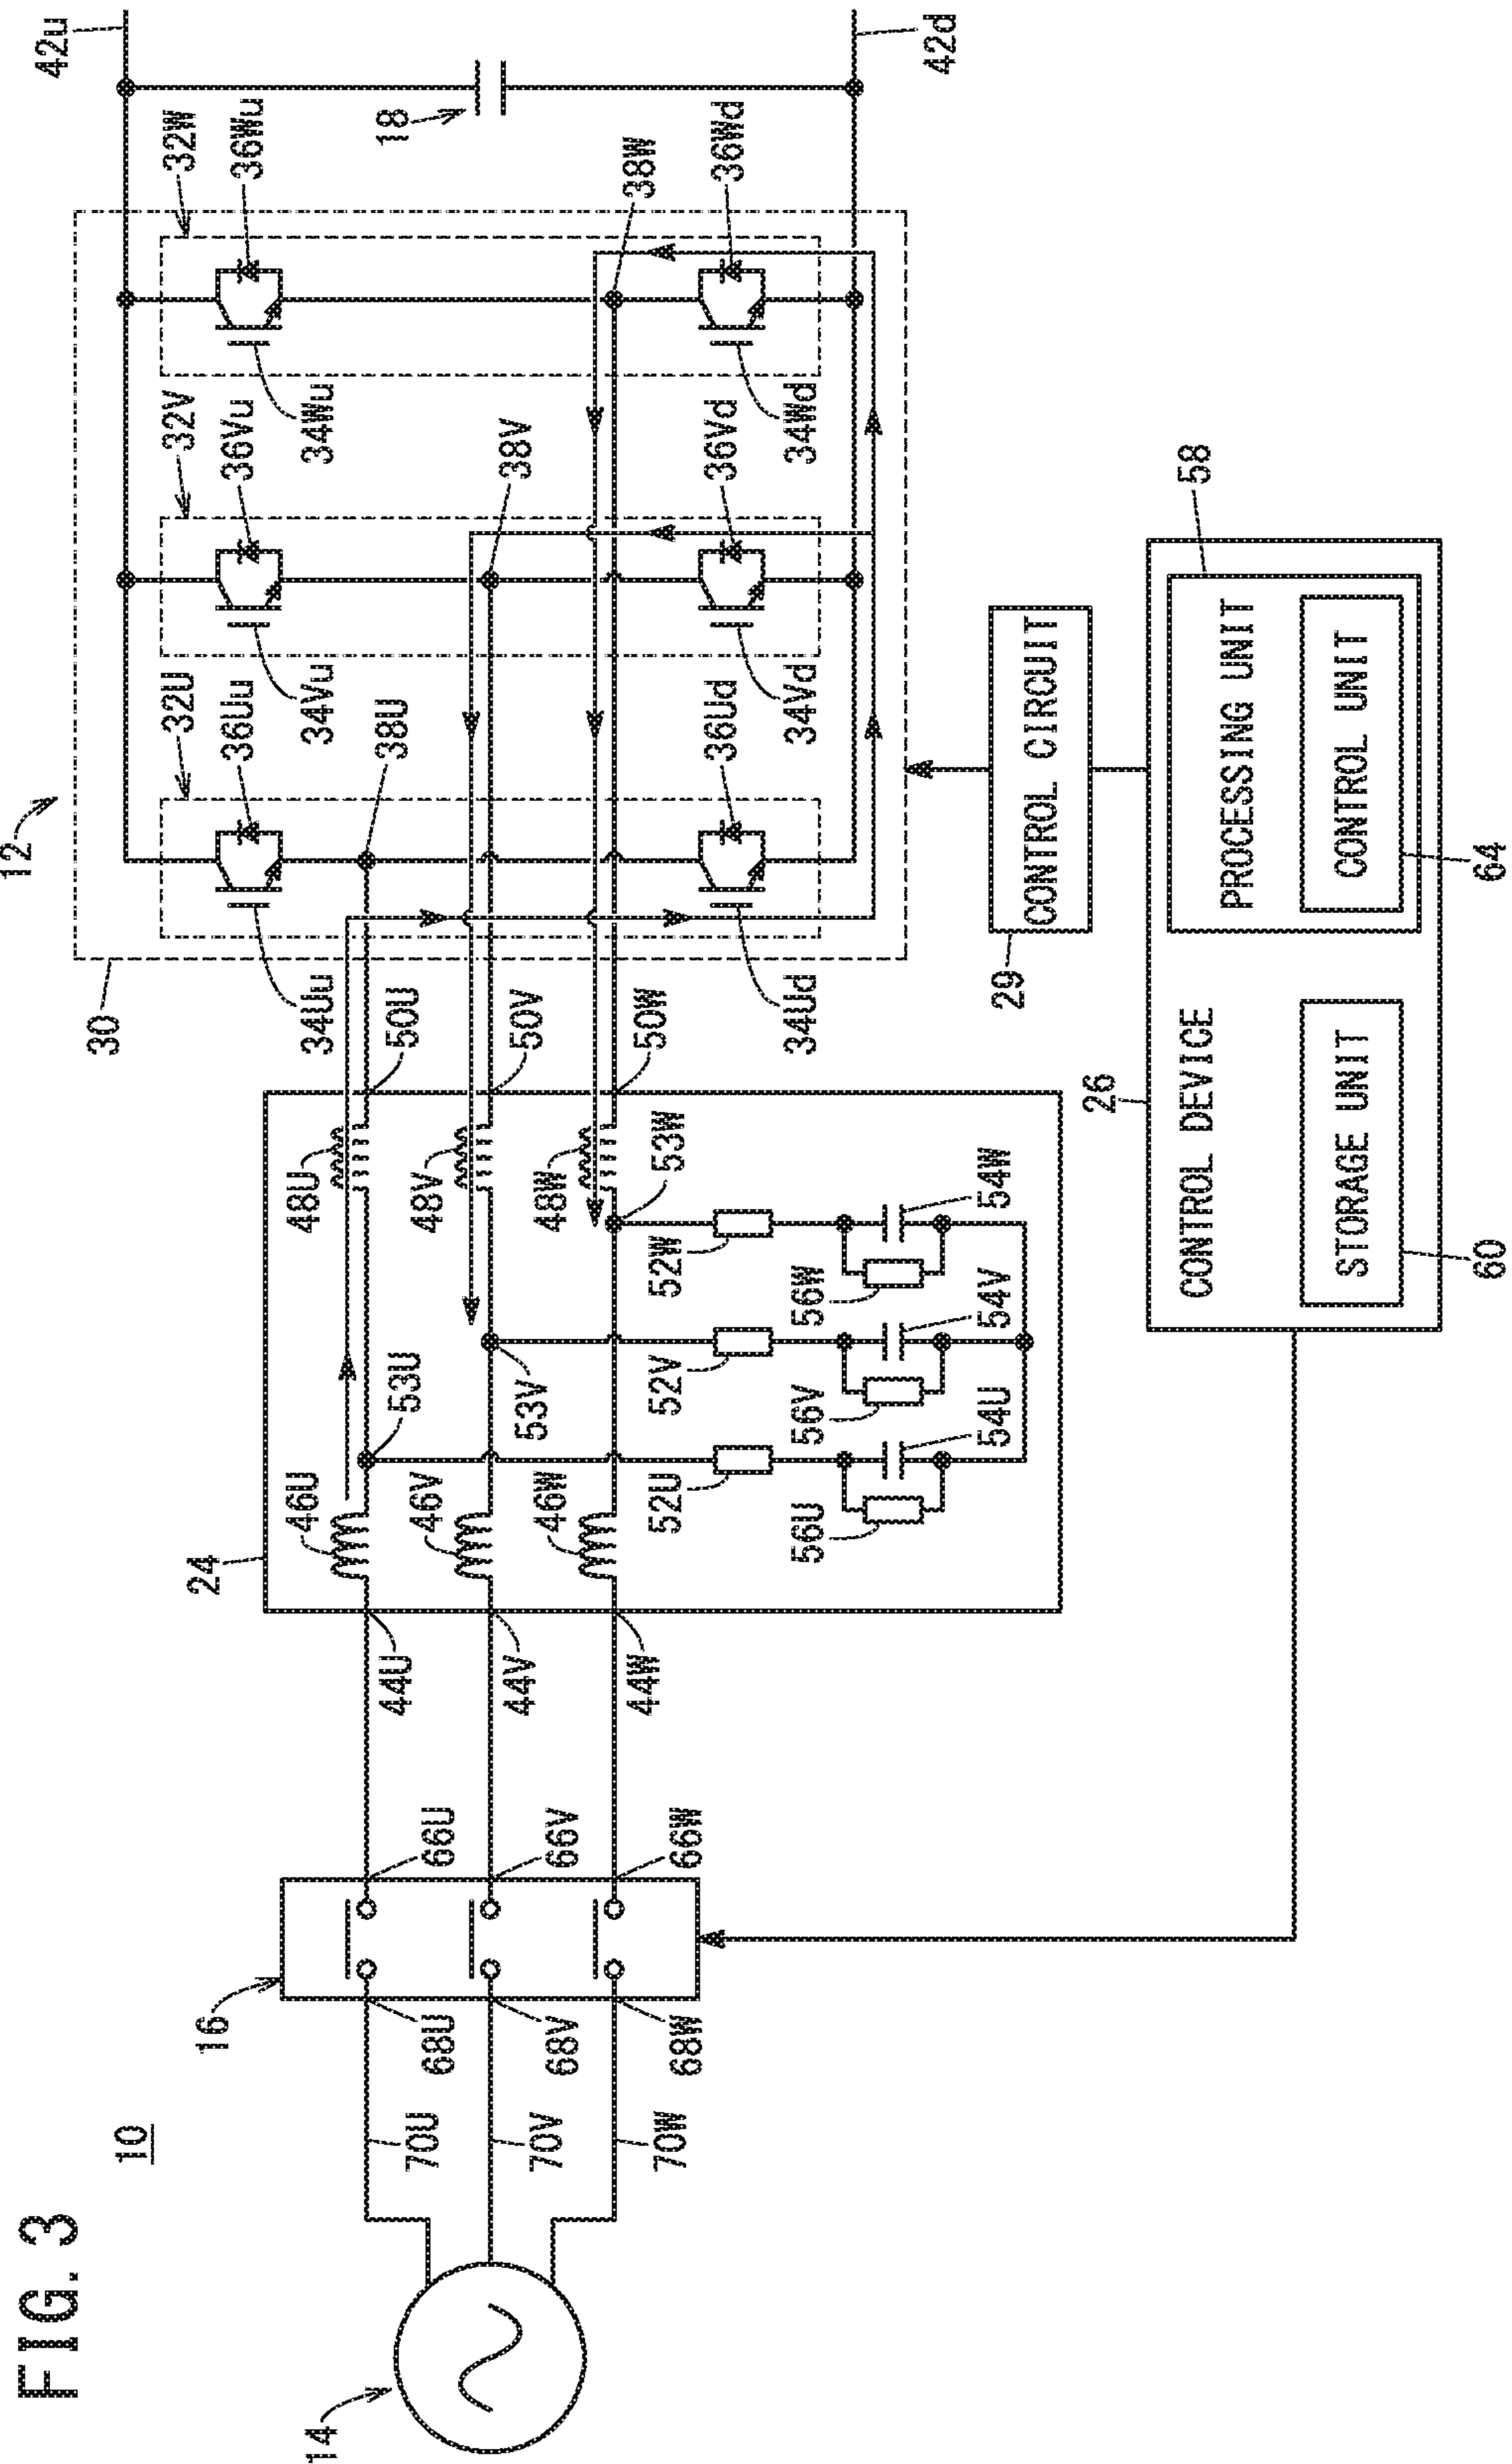 FIG. 3
10
12
42u
42d
18
32W
36Wu
34Wu
38W
36Wd
34Wd
32V
36Vu
34Vu
38V
36Vd
34Vd
32U
36Uu
34Uu
38U
36Ud
34Ud
30
24
48U
50U
48V
50V
48W
50W
46U
53U
46V
53V
46W
53W
52U
52V
52W
56U
54U
56V
54V
56W
54W
44U
44V
44W
16
66U
66V
66W
68U
68V
68W
70U
70V
70W
14
29
CONTROL CIRCUIT
26
CONTROL DEVICE
58
PROCESSING UNIT
CONTROL UNIT
64
STORAGE UNIT
60